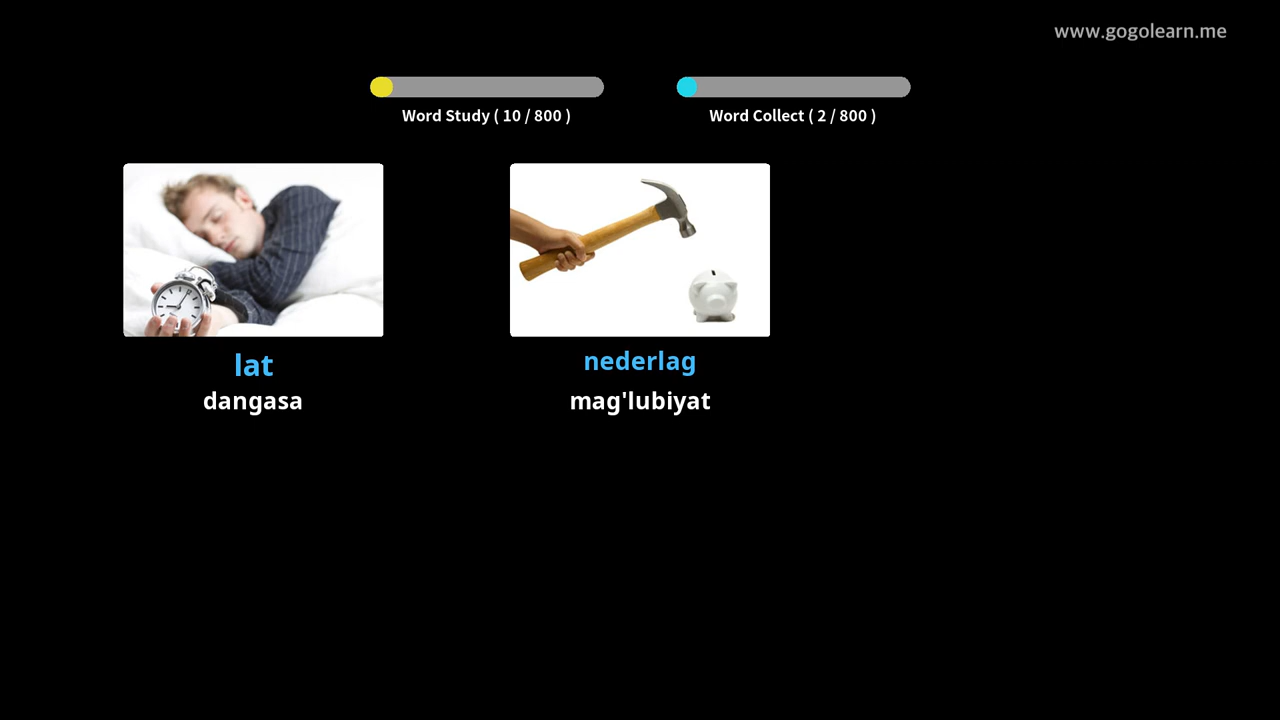 www.gogolearn.me
Word Study ( 10 / 800 )
Word Collect ( 2 / 800 )
lat
dangasa
nederlag
mag'lubiyat